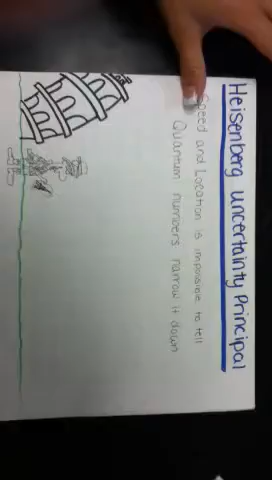 Heisenberg uncertainty Principal
Speed and Location is impossible to tell
Quantum numbers narrow it down